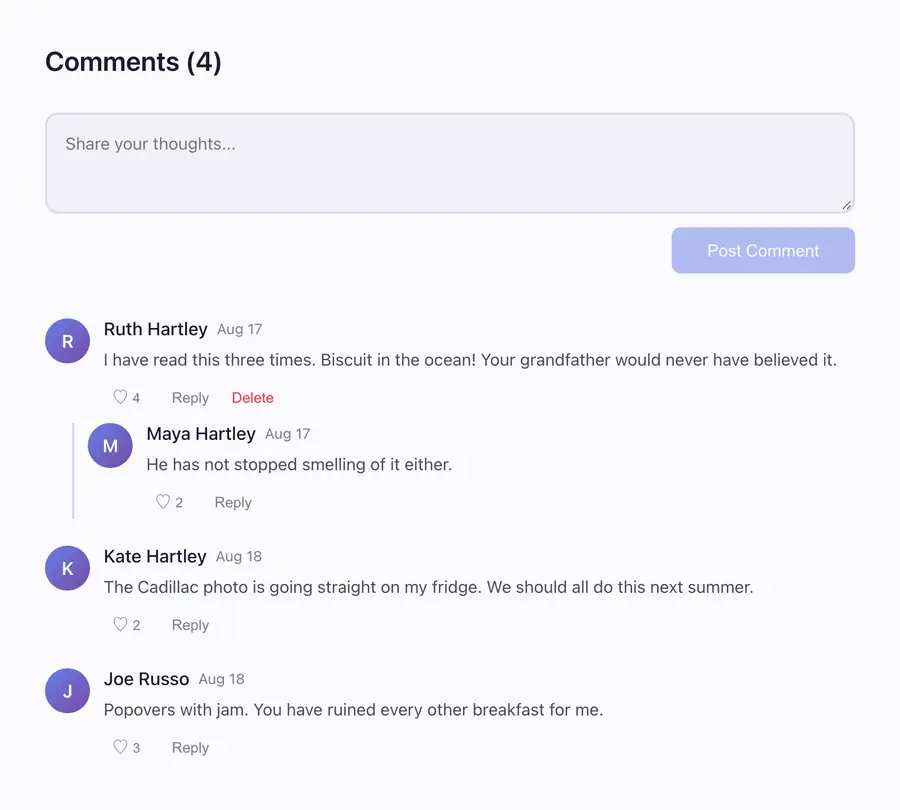 Comments (4)
Share your thoughts...
Post Comment
R
Ruth Hartley Aug 17
I have read this three times. Biscuit in the ocean! Your grandfather would never have believed it.
♡ 4 Reply Delete
M
Maya Hartley Aug 17
He has not stopped smelling of it either.
♡ 2 Reply
K
Kate Hartley Aug 18
The Cadillac photo is going straight on my fridge. We should all do this next summer.
♡ 2 Reply
J
Joe Russo Aug 18
Popovers with jam. You have ruined every other breakfast for me.
♡ 3 Reply